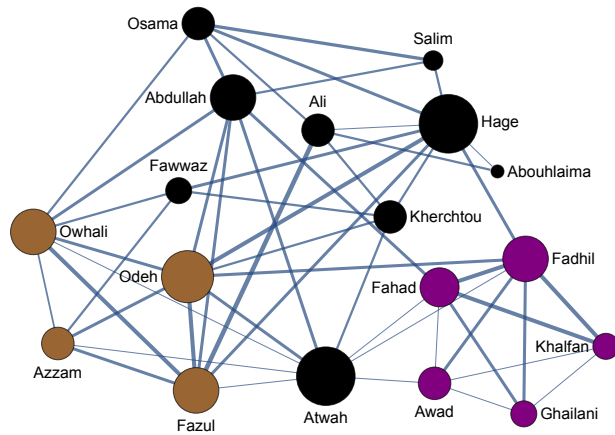 Osama
Salim
Abdullah
Ali
Hage
Fawwaz
Abouhlaima
Kherchtou
Owhali
Odeh
Fadhil
Fahad
Khalfan
Azzam
Fazul
Atwah
Awad
Ghailani